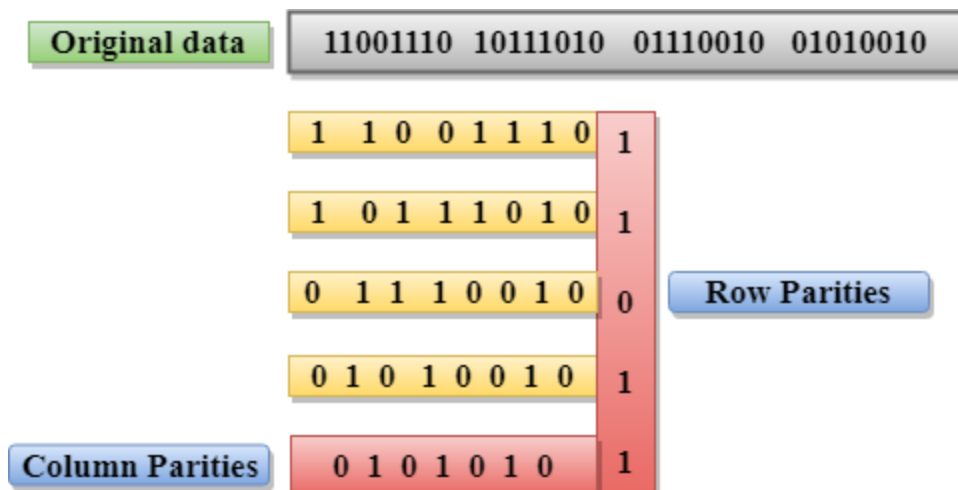 Original data 11001110 10111010 01110010 01010010
1 1 0 0 1 1 1 0 1
1 0 1 1 1 0 1 0 1
0 1 1 1 0 0 1 0 0 Row Parities
0 1 0 1 0 0 1 0 1
Column Parities 0 1 0 1 0 1 0 1